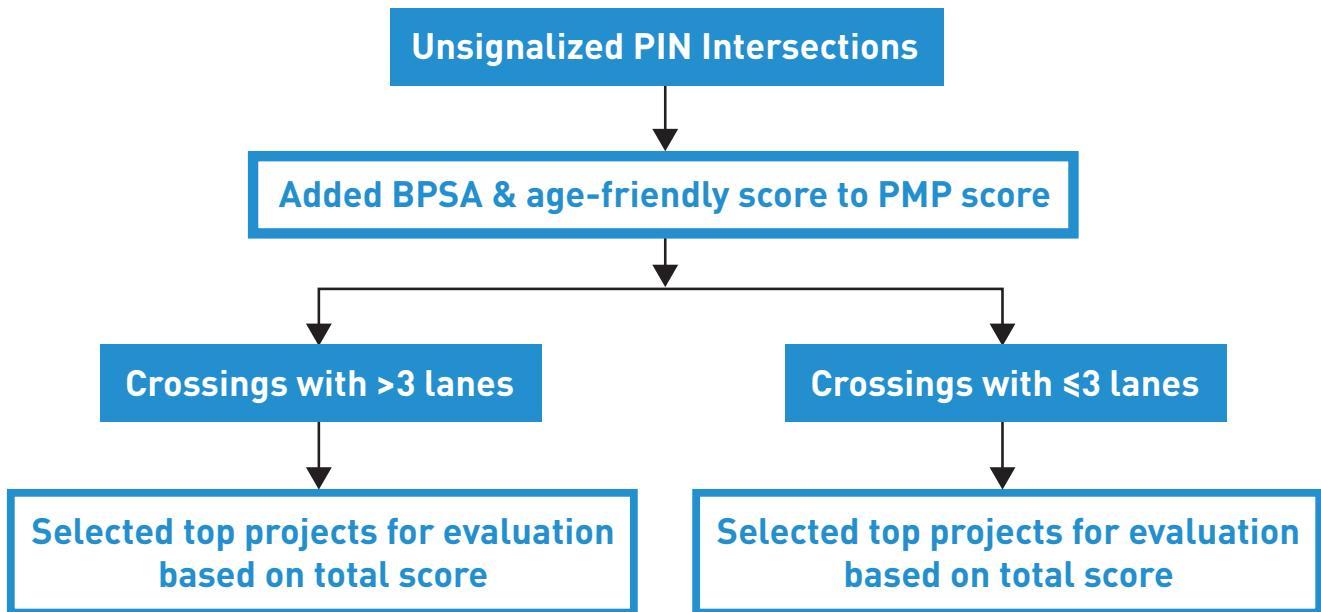 Unsignalized PIN Intersections
Added BPSA & age-friendly score to PMP score
Crossings with >3 lanes
Crossings with ⩽3 lanes
Selected top projects for evaluation
based on total score
Selected top projects for evaluation
based on total score